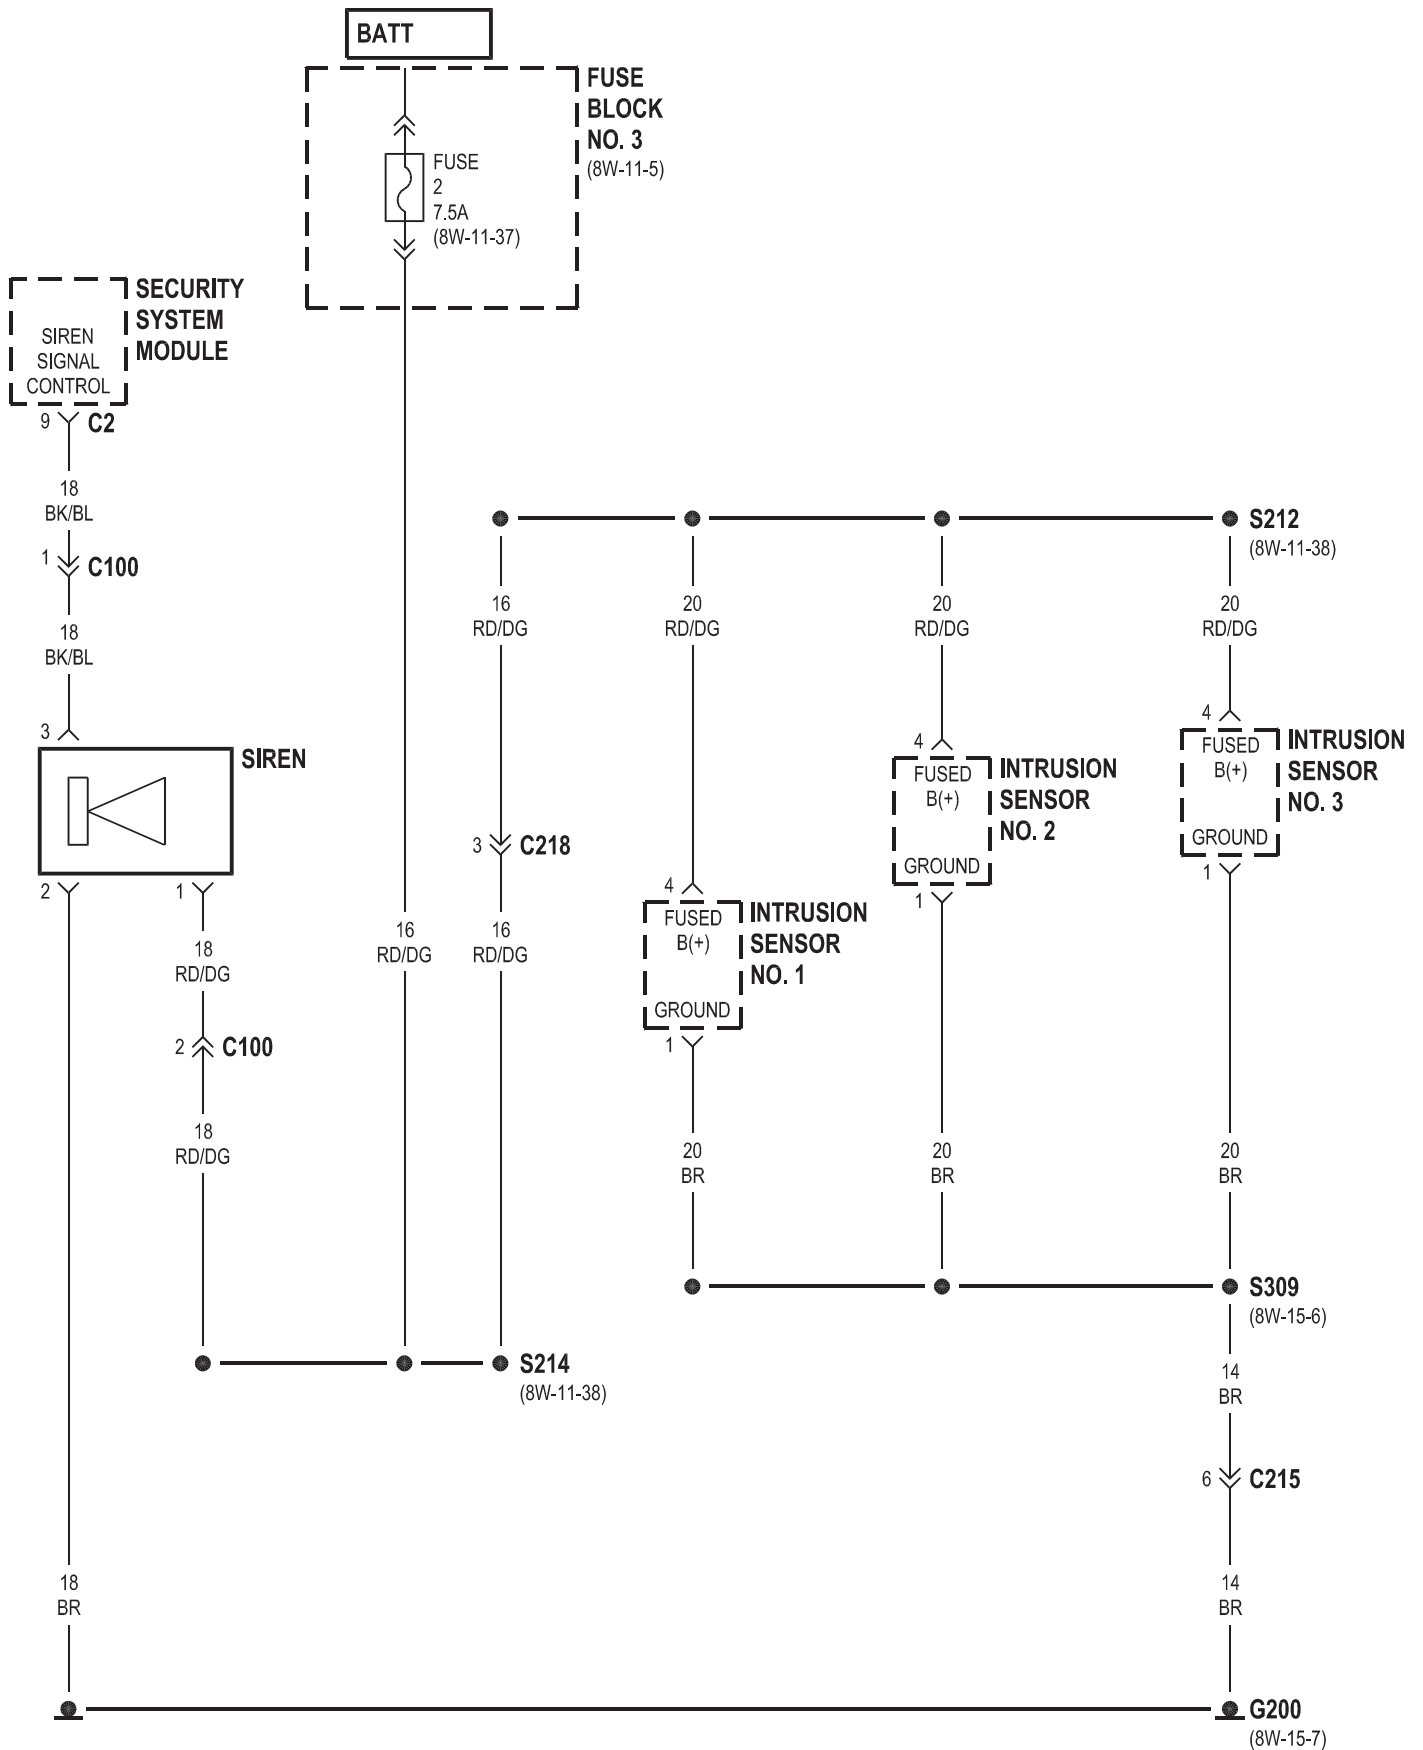 BATT
FUSE
BLOCK
NO. 3
(8W-11-5)
FUSE
2
7.5A
(8W-11-37)
SECURITY
SYSTEM
MODULE
SIREN
SIGNAL
CONTROL
9 C2
18
BK/BL
1 C100
18
BK/BL
3
SIREN
2 1
18
RD/DG
2 C100
18
RD/DG
16
RD/DG
S212
(8W-11-38)
16
RD/DG
20
RD/DG
20
RD/DG
20
RD/DG
3 C218
16
RD/DG
4
FUSED
B(+)
GROUND
1
INTRUSION
SENSOR
NO. 1
4
FUSED
B(+)
GROUND
1
INTRUSION
SENSOR
NO. 2
4
FUSED
B(+)
GROUND
1
INTRUSION
SENSOR
NO. 3
20
BR
20
BR
20
BR
S309
(8W-15-6)
S214
(8W-11-38)
14
BR
6 C215
18
BR
14
BR
G200
(8W-15-7)